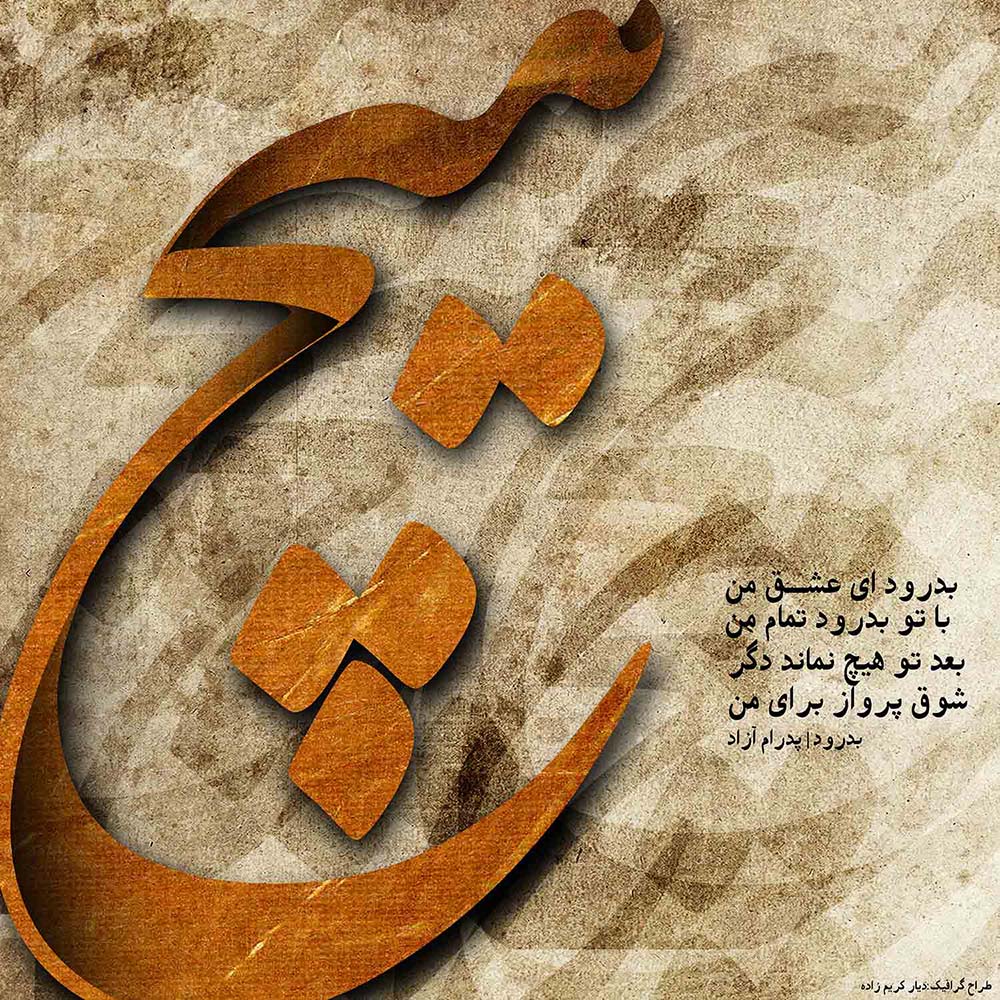 هیچ
بدرود ای عشق من
با تو بدرود تمام من
بعد تو هیچ نماند دگر
شوق پرواز برای من
بدرود|پدرام آزاد
طراح گرافیک:دیار کریم زاده